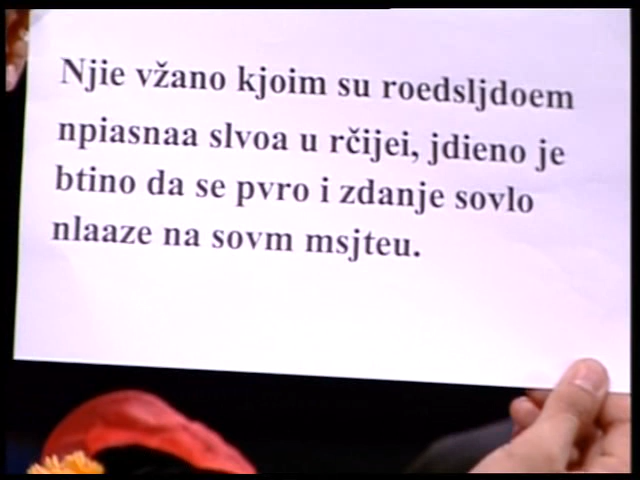 Njie vžano kjoim su roedsljdoem
npiasnaa slvoa u rčijei, jdieno je
btino da se pvro i zdanje sovlo
nlaaze na sovm msjteu.